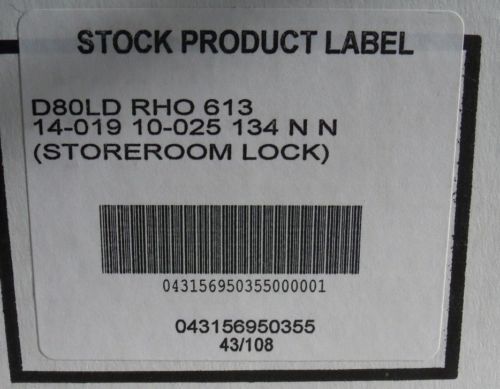 STOCK PRODUCT LABEL
D80LD RHO 613
14-019 10-025 134 N N
(STOREROOM LOCK)
043156950355000001
043156950355
43/108